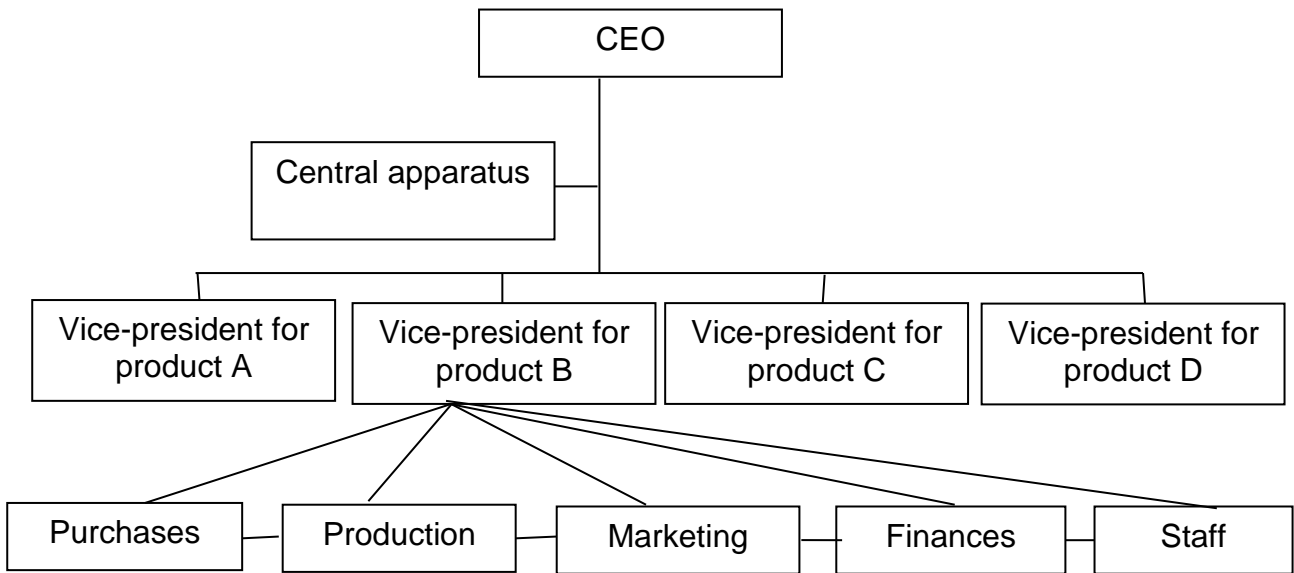 CEO
Central apparatus
Vice-president for
product A
Vice-president for
product B
Vice-president for
product C
Vice-president for
product D
Purchases
Production
Marketing
Finances
Staff